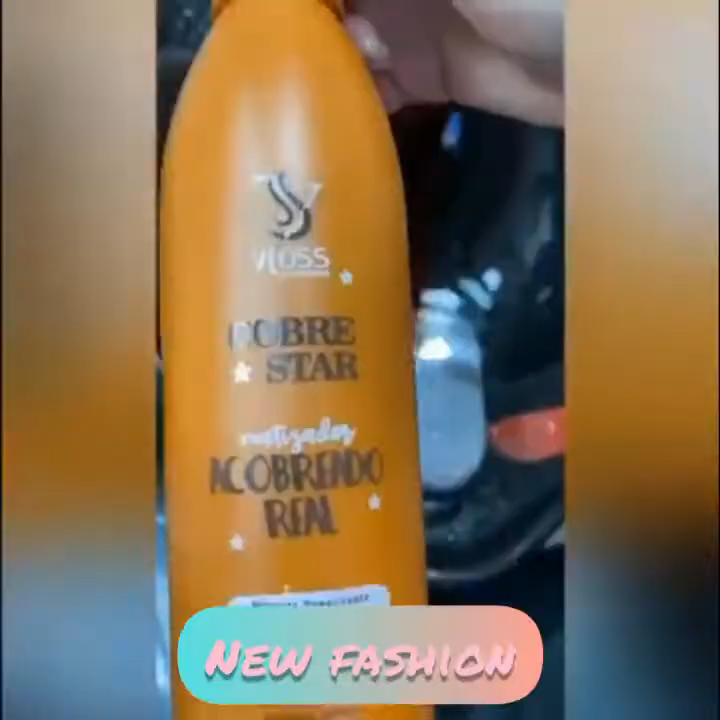 Vloss
COBRE
STAR
matizador
ACOBREADO
REAL
NEW FASHION